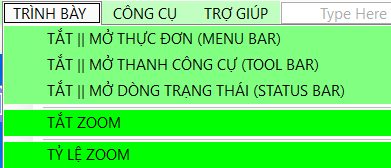 TRÌNH BÀY CÔNG CỤ TRỢ GIÚP Type Here
TẮT || MỞ THỰC ĐƠN (MENU BAR)
TẮT || MỞ THANH CÔNG CỤ (TOOL BAR)
TẮT || MỞ DÒNG TRẠNG THÁI (STATUS BAR)
TẮT ZOOM
TỶ LỆ ZOOM